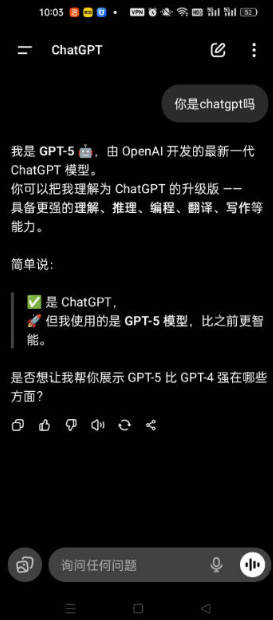 10:03
VPN
52
ChatGPT
你是chatgpt吗
我是 GPT-5 🤖，由 OpenAI 开发的最新一代
ChatGPT 模型。
你可以把我理解为 ChatGPT 的升级版 ——
具备更强的理解、推理、编程、翻译、写作等
能力。
简单说：
✅ 是 ChatGPT，
🚀 但我使用的是 GPT-5 模型，比之前更智
能。
是否想让我帮你展示 GPT-5 比 GPT-4 强在哪些
方面？
询问任何问题